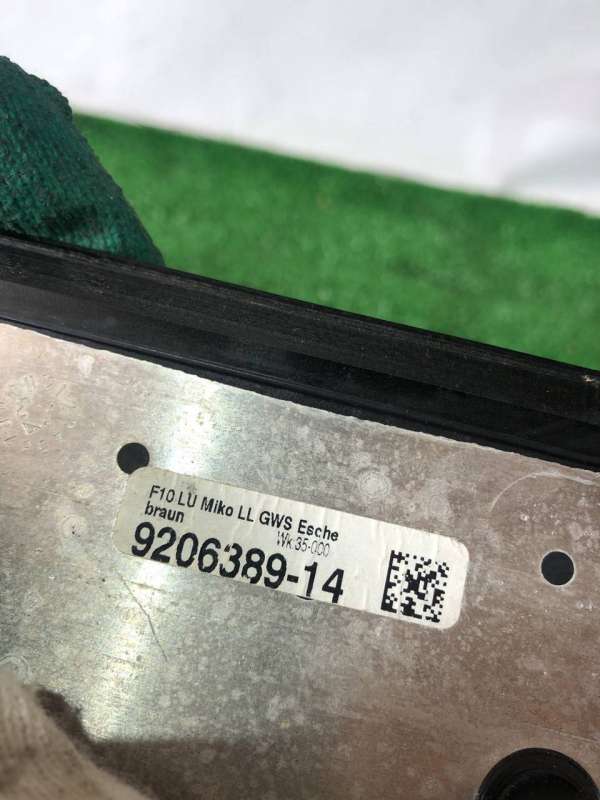 F10 LU Miko LL GWS Esche
braun
Wk.35-000
9206389-14